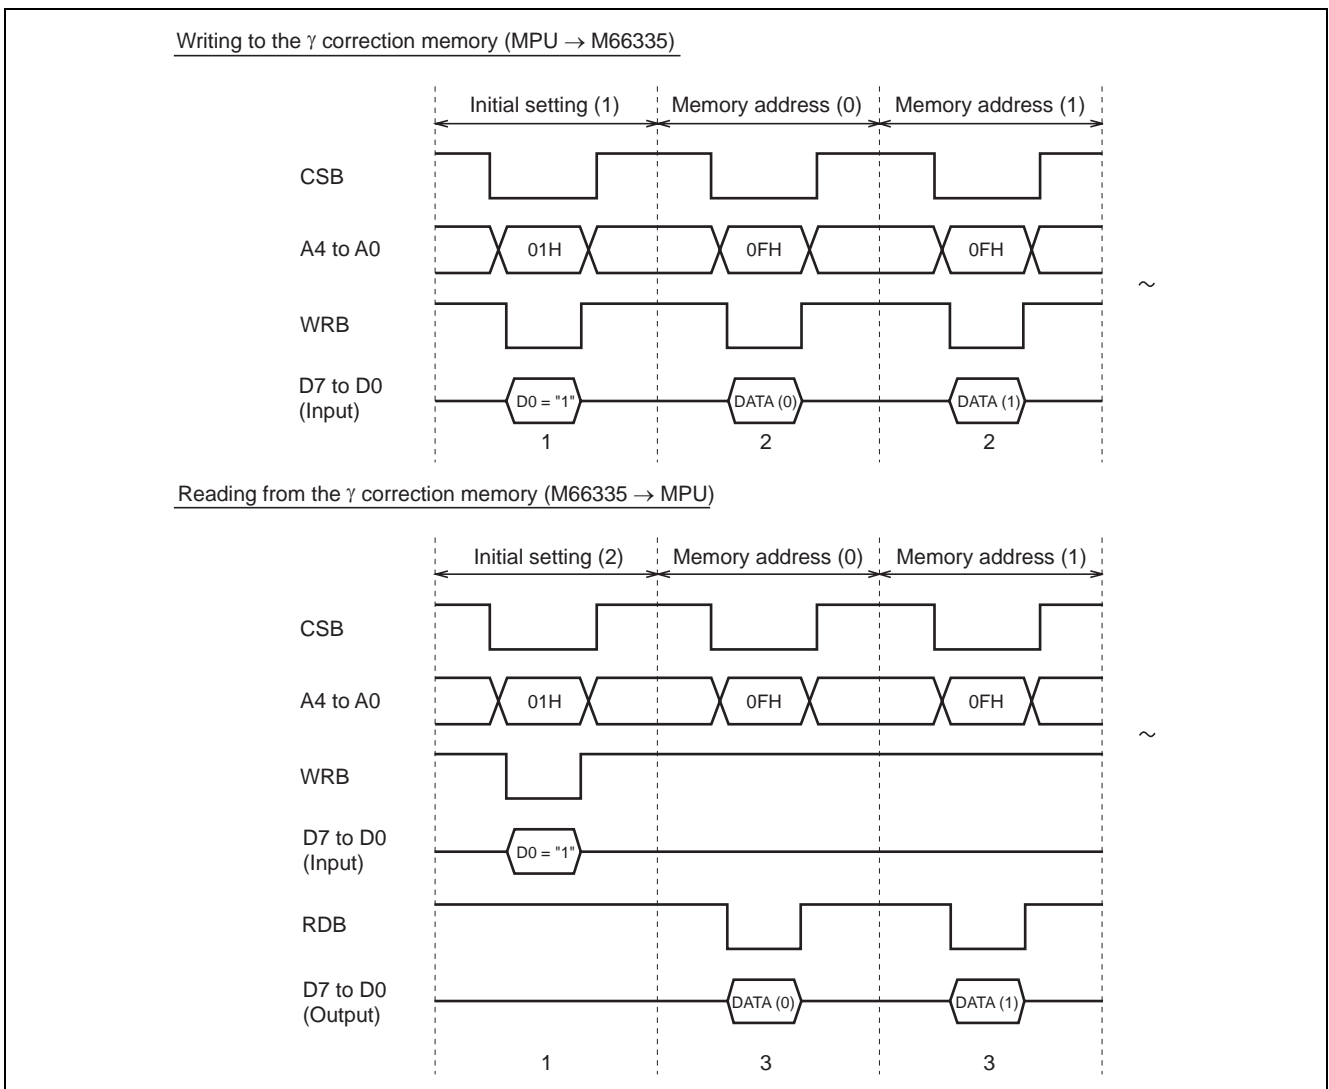 Writing to the γ correction memory (MPU → M66335)
Initial setting (1) Memory address (0) Memory address (1)
CSB
A4 to A0 01H 0FH 0FH
~
WRB
D7 to D0
(Input) D0 = "1" DATA (0) DATA (1)
1 2 2
Reading from the γ correction memory (M66335 → MPU)
Initial setting (2) Memory address (0) Memory address (1)
CSB
A4 to A0 01H 0FH 0FH
~
WRB
D7 to D0
(Input) D0 = "1"
RDB
D7 to D0
(Output) DATA (0) DATA (1)
1 3 3